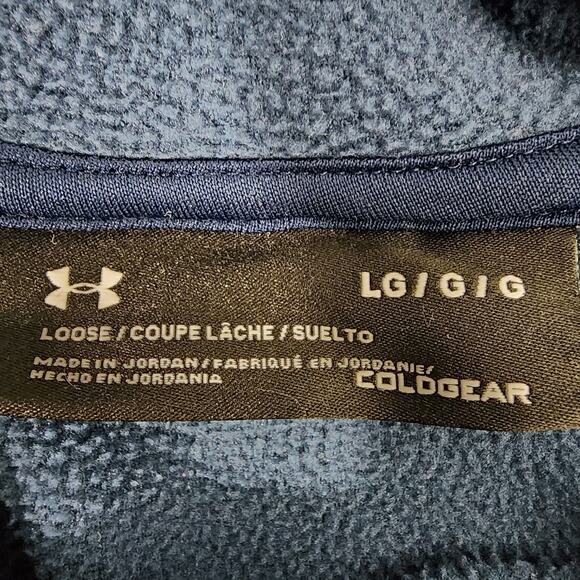 LG/G/G
LOOSE/COUPE LÂCHE/SUELTO
MADE IN JORDAN/FABRIQUÉ EN JORDANIE/
HECHO EN JORDANIA
COLDGEAR